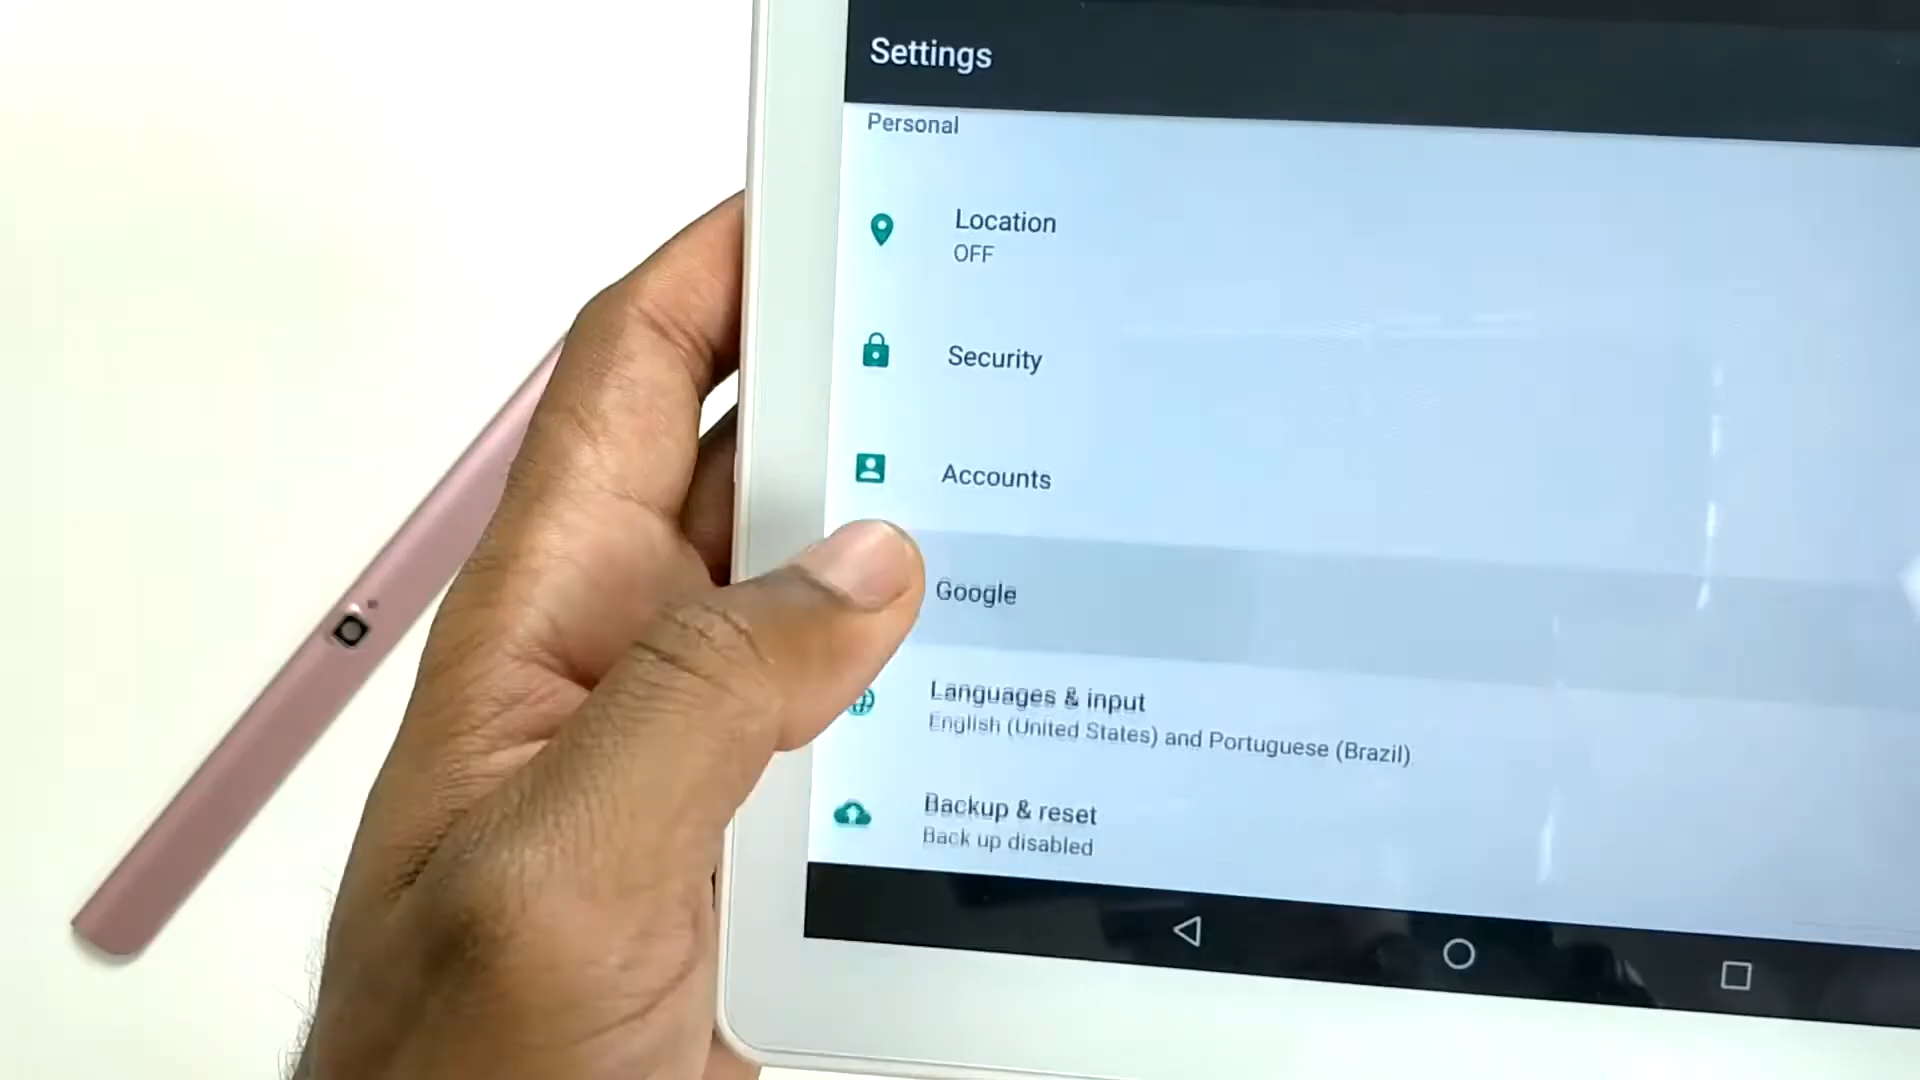 Settings
Personal
Location
OFF
Security
Accounts
Google
Languages & input
English (United States) and Portuguese (Brazil)
Backup & reset
Back up disabled